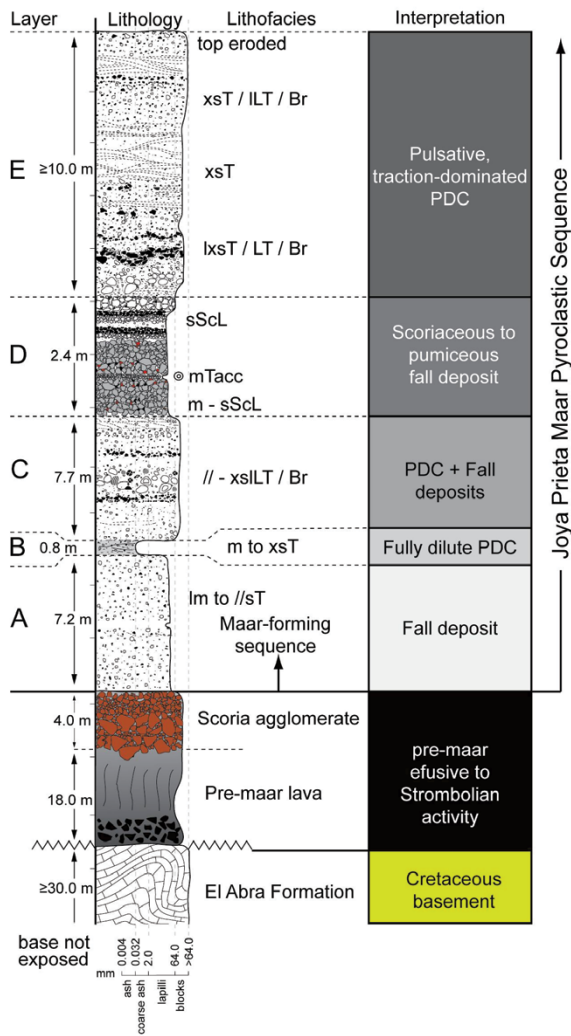 Layer
Lithology
Lithofacies
Interpretation
top eroded
xsT / lLT / Br
E
≥10.0 m
xsT
lxsT / LT / Br
Pulsative,
traction-dominated
PDC
sScL
D
2.4 m
mTacc
m - sScL
Scoriaceous to
pumiceous
fall deposit
C
7.7 m
// - xslLT / Br
PDC + Fall
deposits
B
0.8 m
m to xsT
Fully dilute PDC
A
7.2 m
lm to //sT
Maar-forming
sequence
Fall deposit
Joya Prieta Maar Pyroclastic Sequence
4.0 m
Scoria agglomerate
18.0 m
Pre-maar lava
pre-maar
efusive to
Strombolian
activity
≥30.0 m
El Abra Formation
Cretaceous
basement
base not
exposed
mm
0.004
0.032
2.0
64.0
>64.0
ash
coarse ash
lapilli
blocks